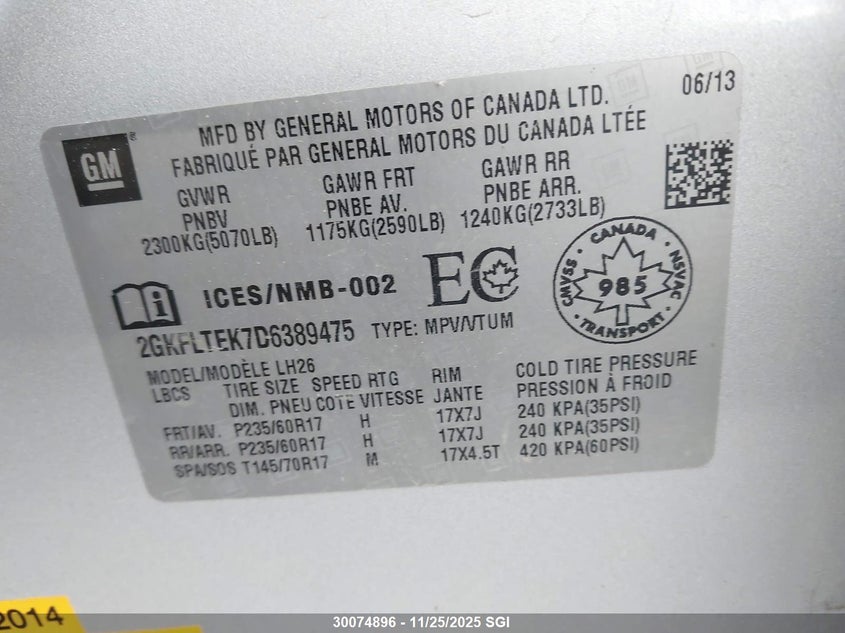 06/13
MFD BY GENERAL MOTORS OF CANADA LTD.
FABRIQUÉ PAR GENERAL MOTORS DU CANADA LTÉE
GM
GVWR GAWR FRT GAWR RR
PNBV PNBE AV. PNBE ARR.
2300KG(5070LB) 1175KG(2590LB) 1240KG(2733LB)
ICES/NMB-002 EC
CANADA
CMVSS 985 NSVAC
TRANSPORT
2GKFLTEK7D6389475 TYPE: MPV/VTUM
MODEL/MODÈLE LH26
LBCS TIRE SIZE SPEED RTG RIM COLD TIRE PRESSURE
DIM. PNEU COTE VITESSE JANTE PRESSION À FROID
FRT/AV. P235/60R17 H 17X7J 240 KPA(35PSI)
RR/ARR. P235/60R17 H 17X7J 240 KPA(35PSI)
SPA/SOS T145/70R17 M 17X4.5T 420 KPA(60PSI)
2014
30074896 - 11/25/2025 SGI